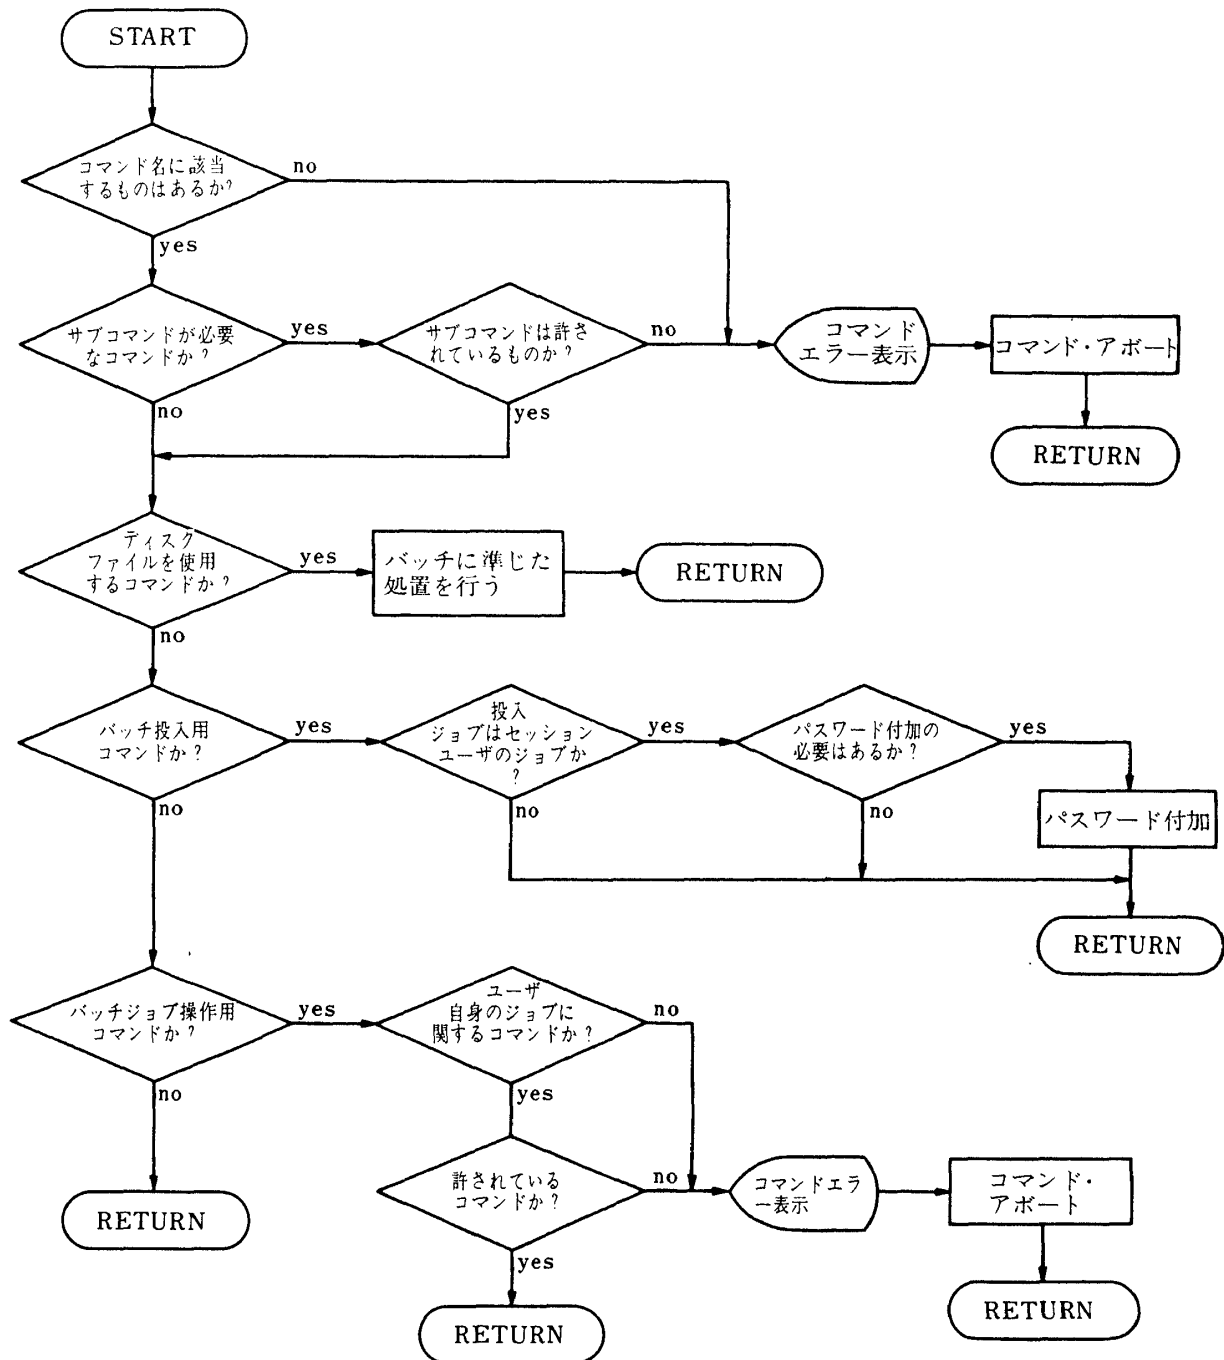 START
コマンド名に該当
するものはあるか?
no
yes
サブコマンドが必要
なコマンドか?
yes
サブコマンドは許さ
れているものか?
no
コマンド
エラー表示
コマンド・アボート
no
yes
RETURN
ディスク
ファイルを使用
するコマンドか?
yes
バッチに準じた
処置を行う
RETURN
no
バッチ投入用
コマンドか?
yes
投入
ジョブはセッション
ユーザのジョブか
?
yes
パスワード付加の
必要はあるか?
yes
no
no
no
パスワード付加
RETURN
バッチジョブ操作用
コマンドか?
yes
ユーザ
自身のジョブに
関するコマンドか?
no
no
yes
RETURN
許されている
コマンドか?
no
コマンドエラ
ー表示
コマンド・
アボート
yes
RETURN
RETURN